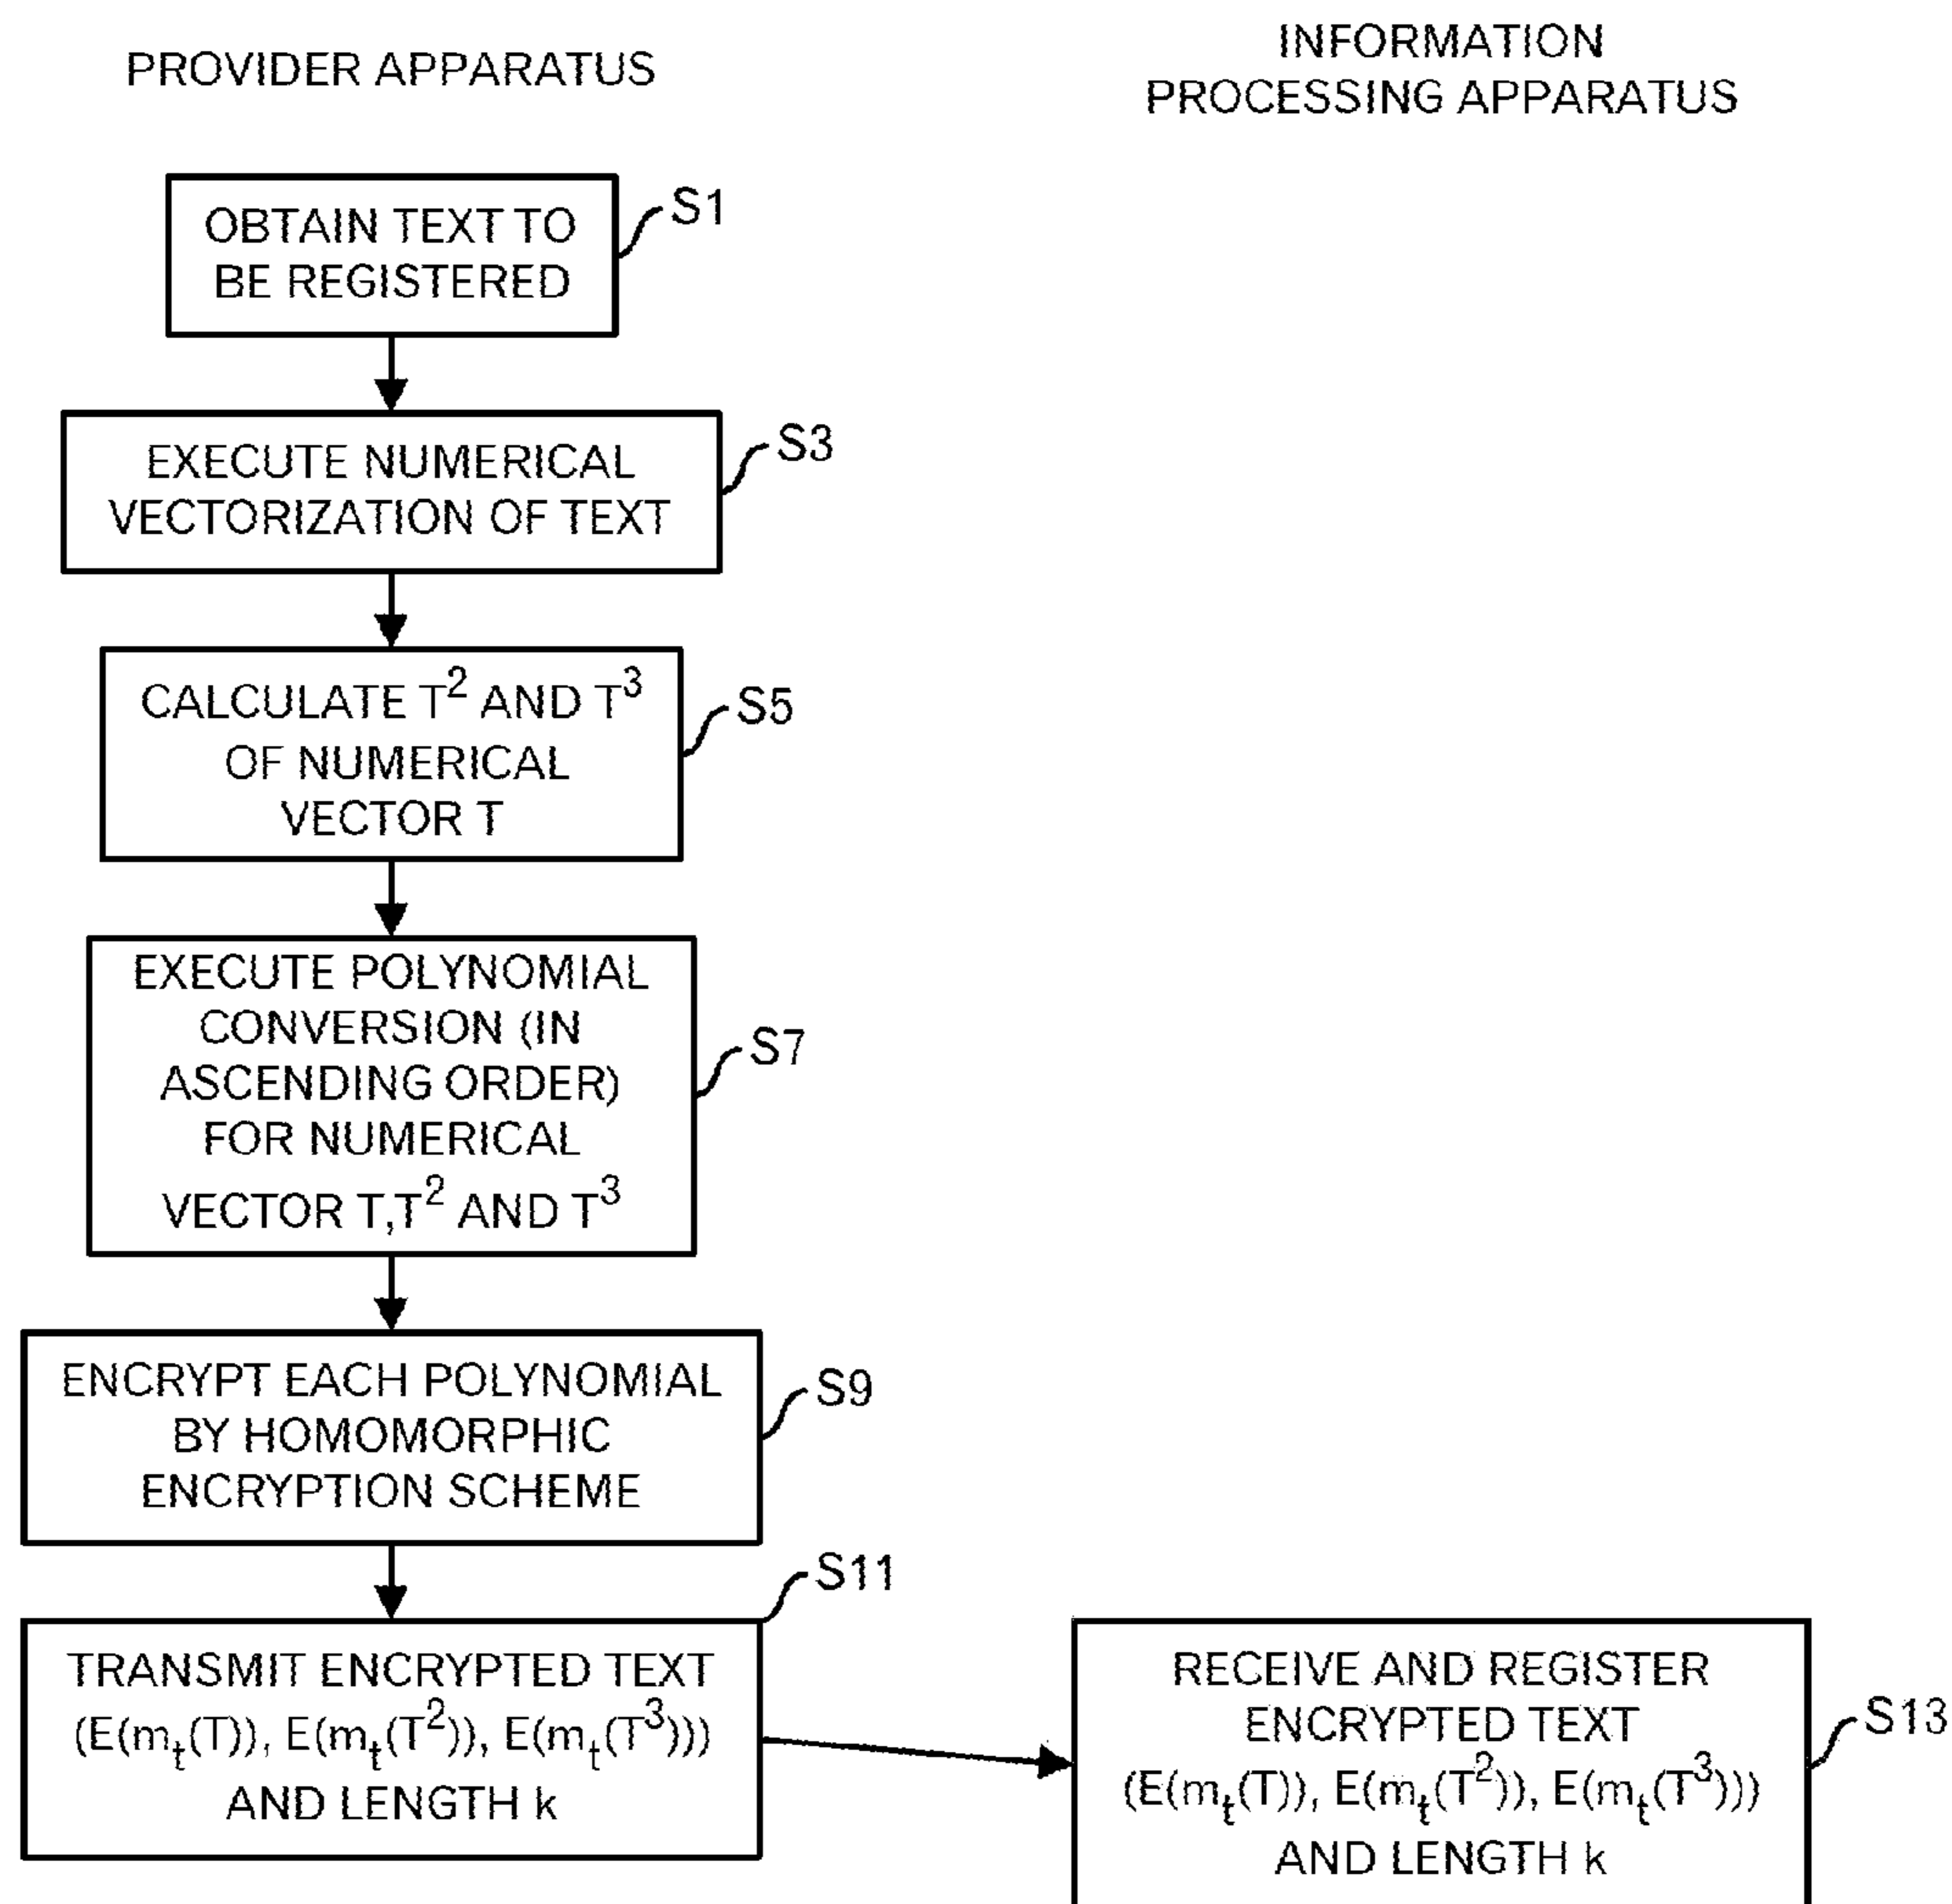 PROVIDER APPARATUS
INFORMATION
PROCESSING APPARATUS
OBTAIN TEXT TO
BE REGISTERED
S1
EXECUTE NUMERICAL
VECTORIZATION OF TEXT
S3
CALCULATE T² AND T³
OF NUMERICAL
VECTOR T
S5
EXECUTE POLYNOMIAL
CONVERSION (IN
ASCENDING ORDER)
FOR NUMERICAL
VECTOR T,T² AND T³
S7
ENCRYPT EACH POLYNOMIAL
BY HOMOMORPHIC
ENCRYPTION SCHEME
S9
TRANSMIT ENCRYPTED TEXT
(E(mₜ(T)), E(mₜ(T²)), E(mₜ(T³)))
AND LENGTH k
S11
RECEIVE AND REGISTER
ENCRYPTED TEXT
(E(mₜ(T)), E(mₜ(T²)), E(mₜ(T³)))
AND LENGTH k
S13